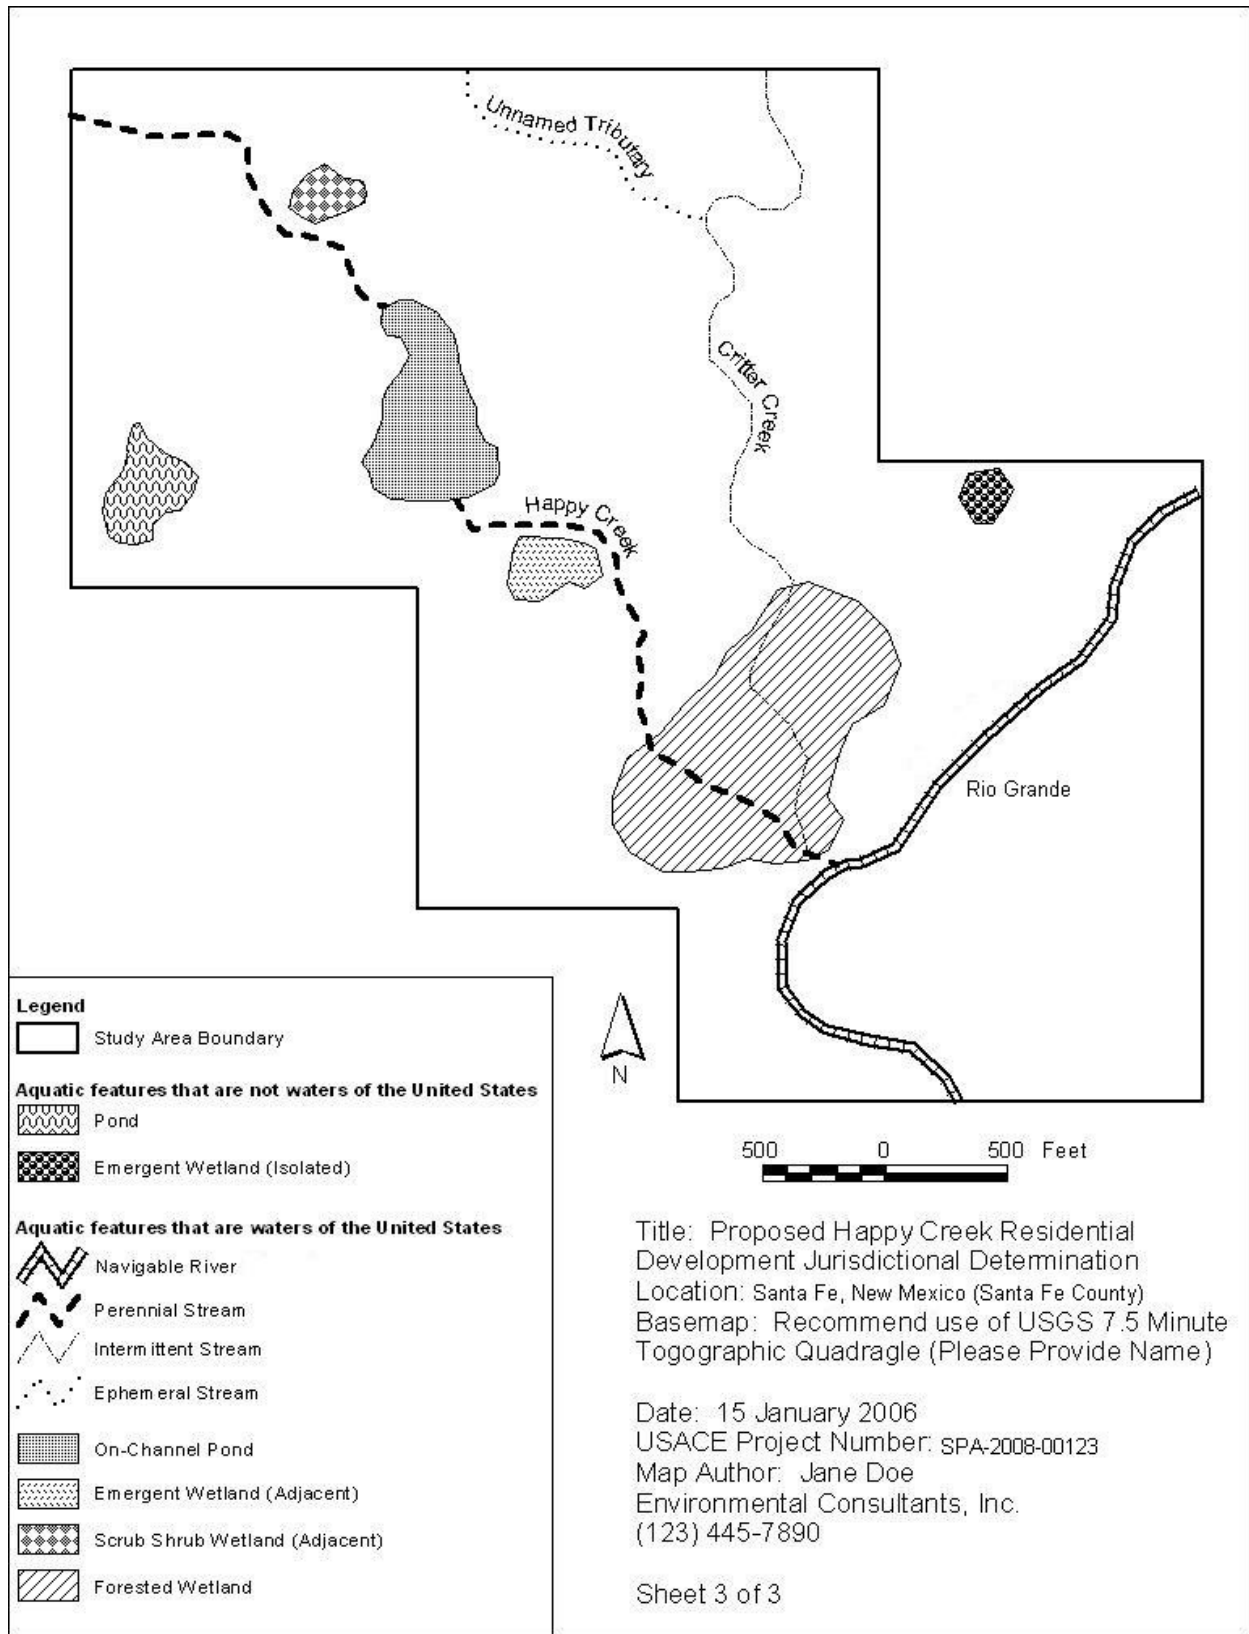 Unnamed Tributary
Critter Creek
Happy Creek
Rio Grande
Legend
Study Area Boundary
Aquatic features that are not waters of the United States
Pond
Emergent Wetland (Isolated)
Aquatic features that are waters of the United States
Navigable River
Perennial Stream
Intermittent Stream
Ephemeral Stream
On-Channel Pond
Emergent Wetland (Adjacent)
Scrub Shrub Wetland (Adjacent)
Forested Wetland
N
500 0 500 Feet
Title: Proposed Happy Creek Residential
Development Jurisdictional Determination
Location: Santa Fe, New Mexico (Santa Fe County)
Basemap: Recommend use of USGS 7.5 Minute
Togographic Quadragle (Please Provide Name)
Date: 15 January 2006
USACE Project Number: SPA-2008-00123
Map Author: Jane Doe
Environmental Consultants, Inc.
(123) 445-7890
Sheet 3 of 3